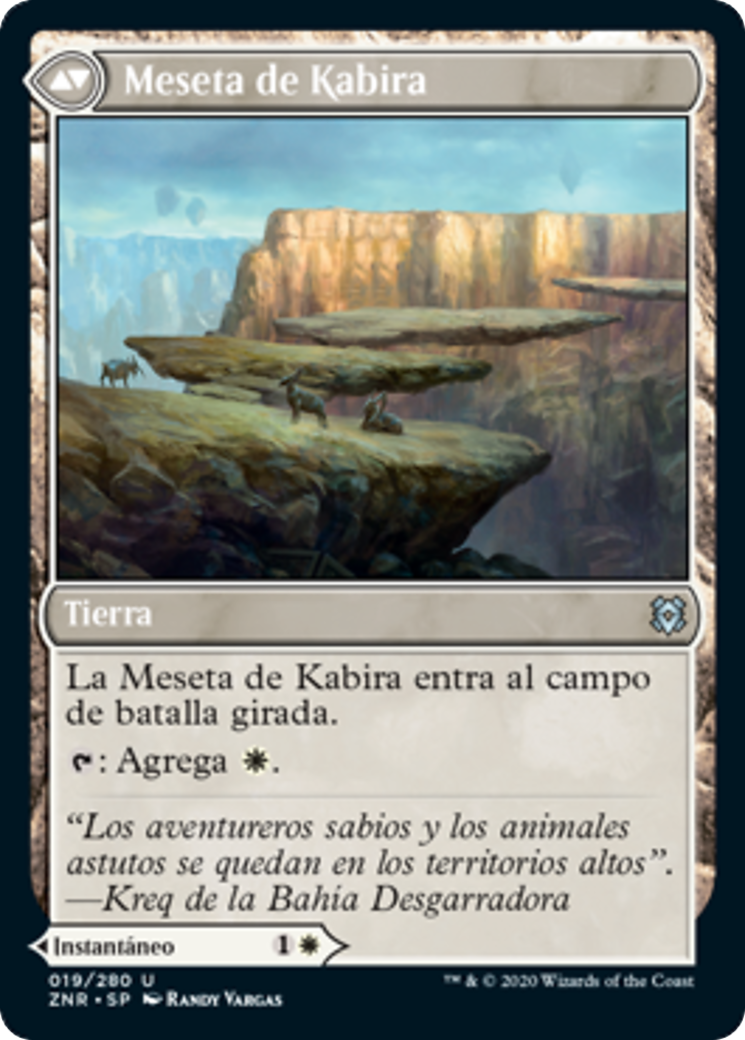 Meseta de Kabira
Tierra
La Meseta de Kabira entra al campo
de batalla girada.
: Agrega .
“Los aventureros sabios y los animales
astutos se quedan en los territorios altos”.
—Kreq de la Bahía Desgarradora
Instantáneo 1
019/280 U
ZNR • SP Randy Vargas
™ & © 2020 Wizards of the Coast